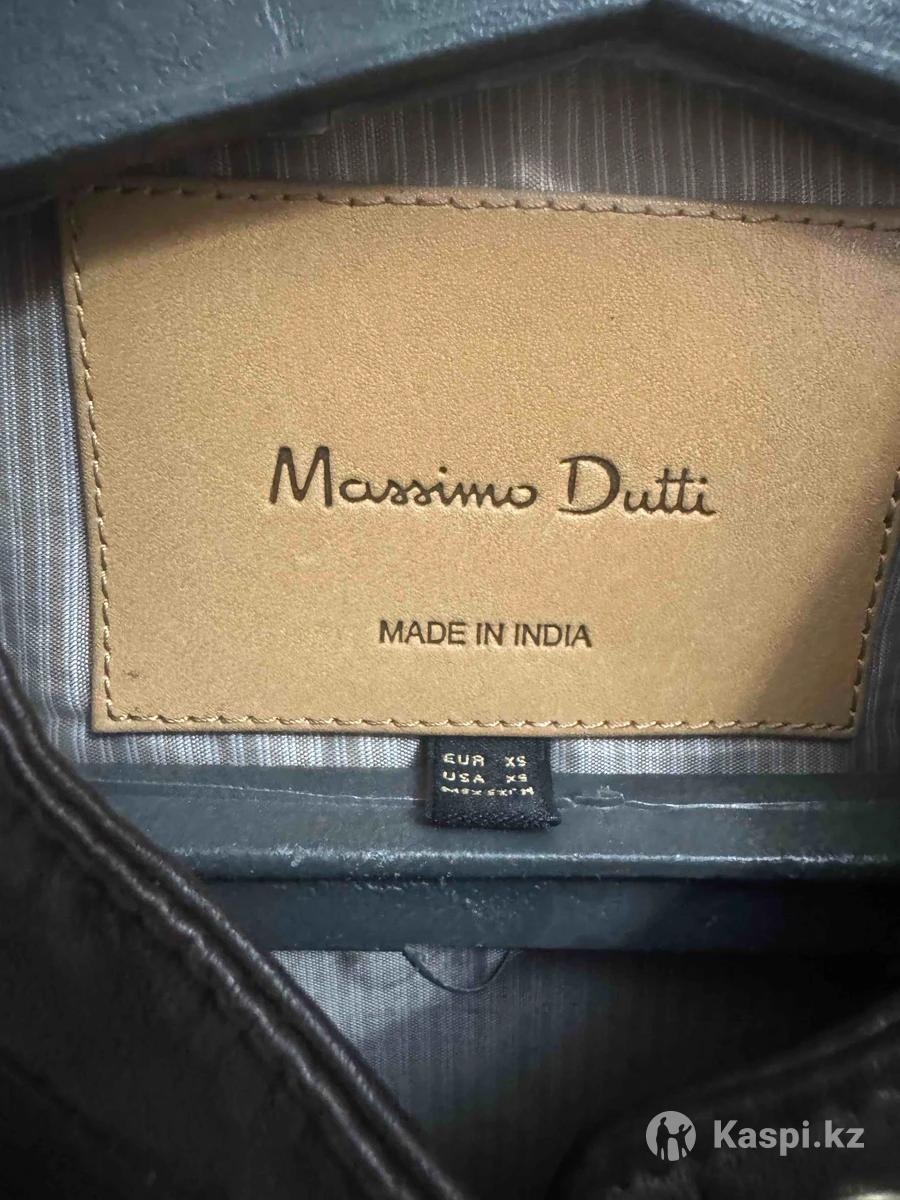 Massimo Dutti
MADE IN INDIA
EUR XS
USA XS
Kaspi.kz